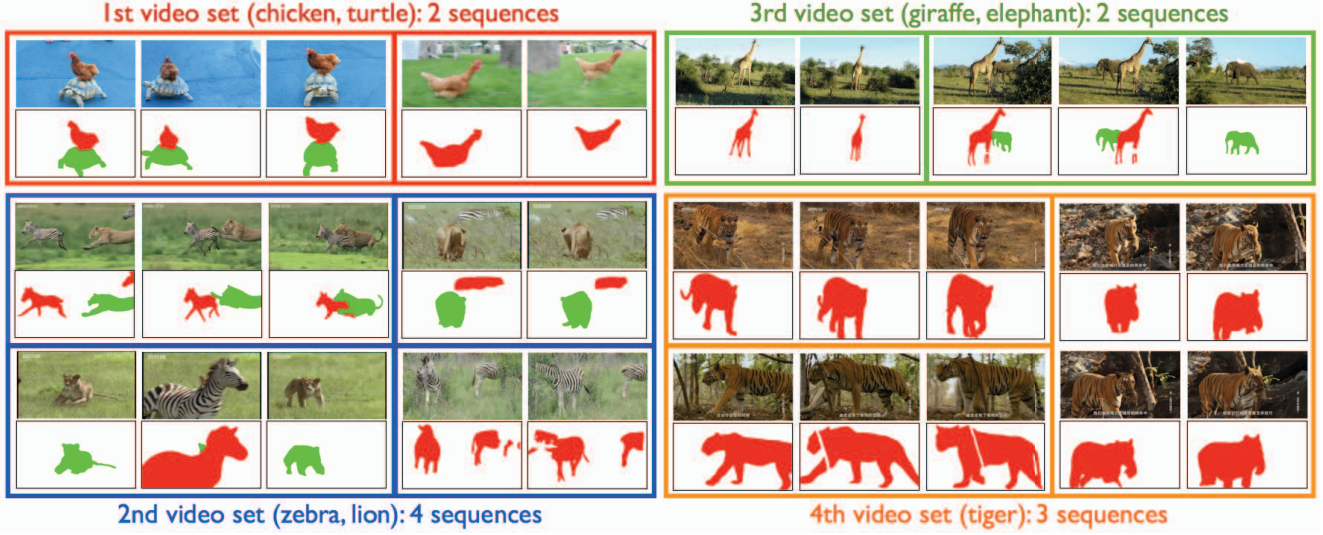 1st video set (chicken, turtle): 2 sequences
3rd video set (giraffe, elephant): 2 sequences
2nd video set (zebra, lion): 4 sequences
4th video set (tiger): 3 sequences